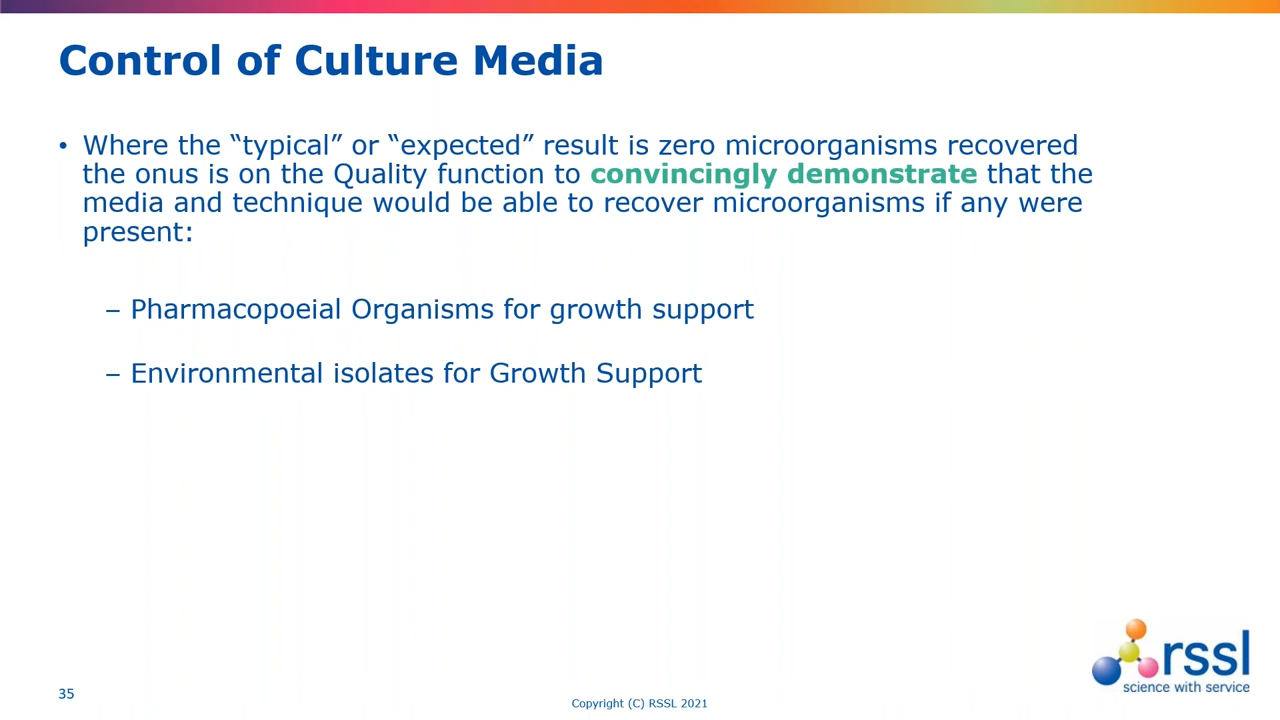 Control of Culture Media
• Where the “typical” or “expected” result is zero microorganisms recovered
the onus is on the Quality function to convincingly demonstrate that the
media and technique would be able to recover microorganisms if any were
present:
– Pharmacopoeial Organisms for growth support
– Environmental isolates for Growth Support
rssl
science with service
35
Copyright (C) RSSL 2021